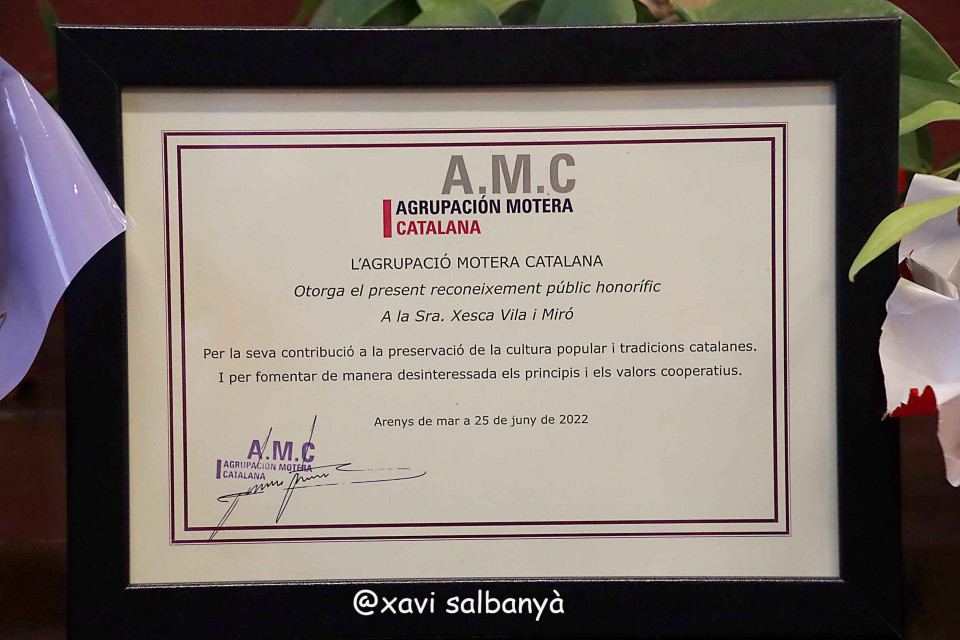 A.M.C
AGRUPACIÓN MOTERA
CATALANA
L'AGRUPACIÓ MOTERA CATALANA
Otorga el present reconeixement públic honorífic
A la Sra. Xesca Vila i Miró
Per la seva contribució a la preservació de la cultura popular i tradicions catalanes.
I per fomentar de manera desinteressada els principis i els valors cooperatius.
Arenys de mar a 25 de juny de 2022
A.M.C
AGRUPACIÓN MOTERA
CATALANA
@xavi salbanyà